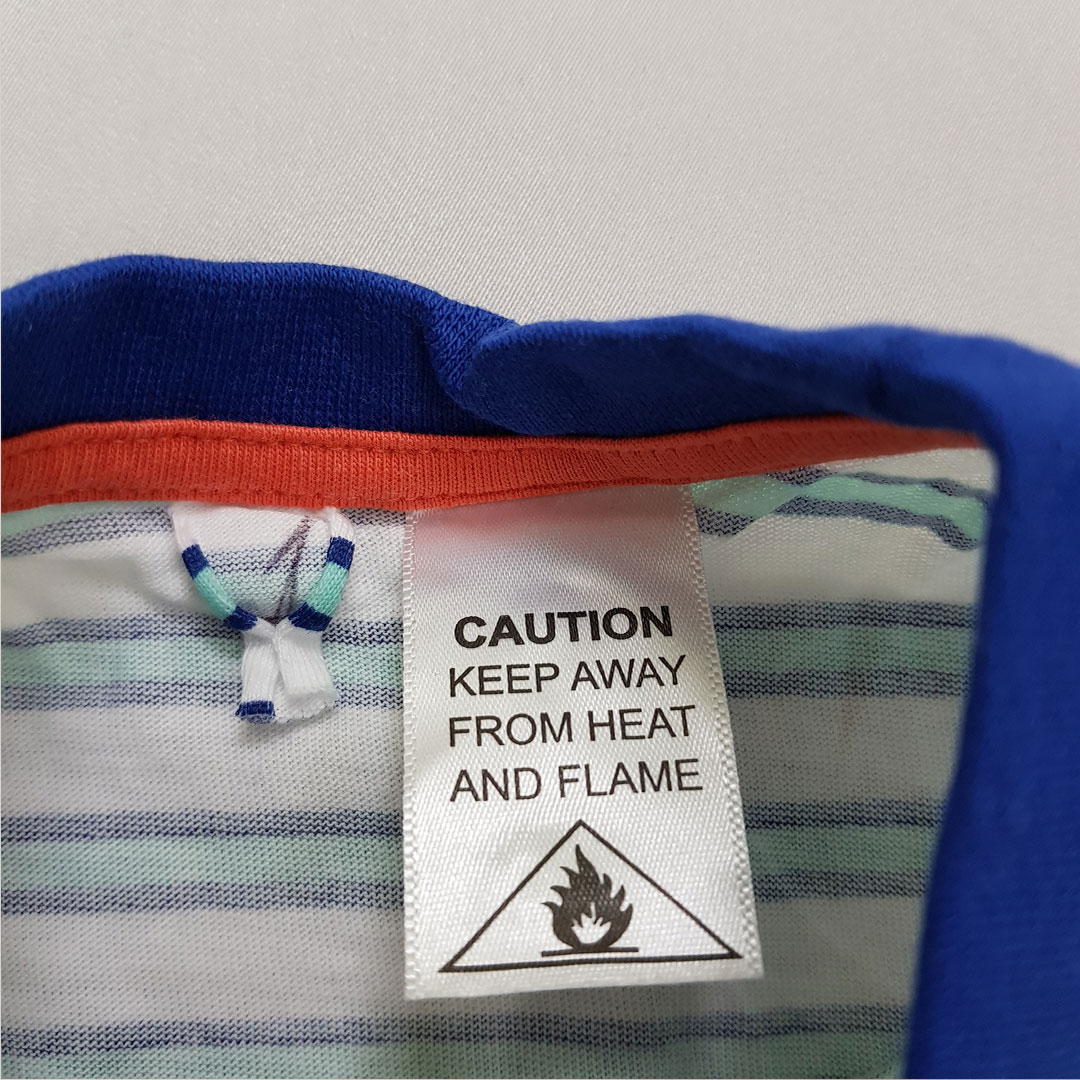 CAUTION
KEEP AWAY
FROM HEAT
AND FLAME